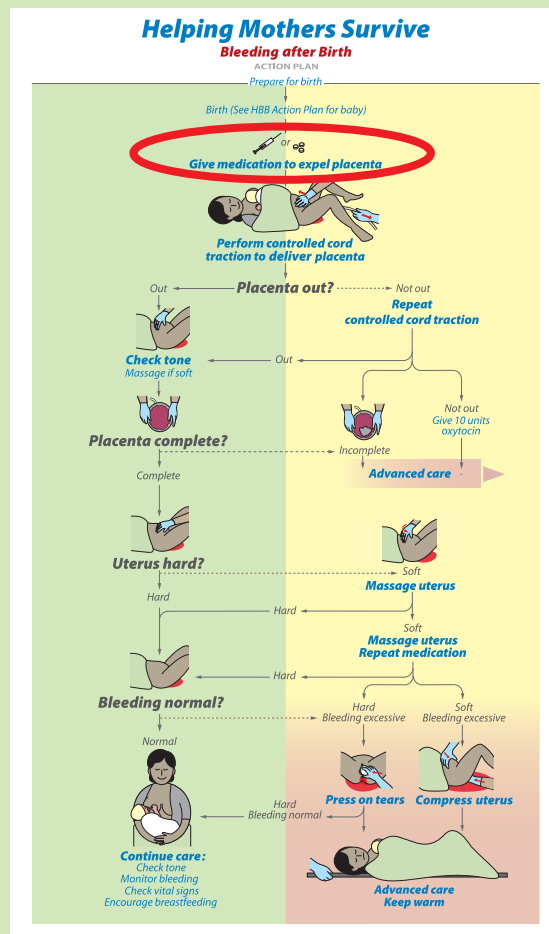 Helping Mothers Survive
Bleeding after Birth
ACTION PLAN
Prepare for birth
Birth (See HBB Action Plan for baby)
or
Give medication to expel placenta
Perform controlled cord
traction to deliver placenta
Out
Placenta out?
Not out
Repeat
controlled cord traction
Check tone
Massage if soft
Out
Not out
Give 10 units
oxytocin
Placenta complete?
Incomplete
Complete
Advanced care
Uterus hard?
Soft
Massage uterus
Hard
Hard
Soft
Massage uterus
Repeat medication
Hard
Bleeding normal?
Hard
Bleeding excessive
Soft
Bleeding excessive
Normal
Press on tears
Compress uterus
Hard
Bleeding normal
Continue care:
Check tone
Monitor bleeding
Check vital signs
Encourage breastfeeding
Advanced care
Keep warm